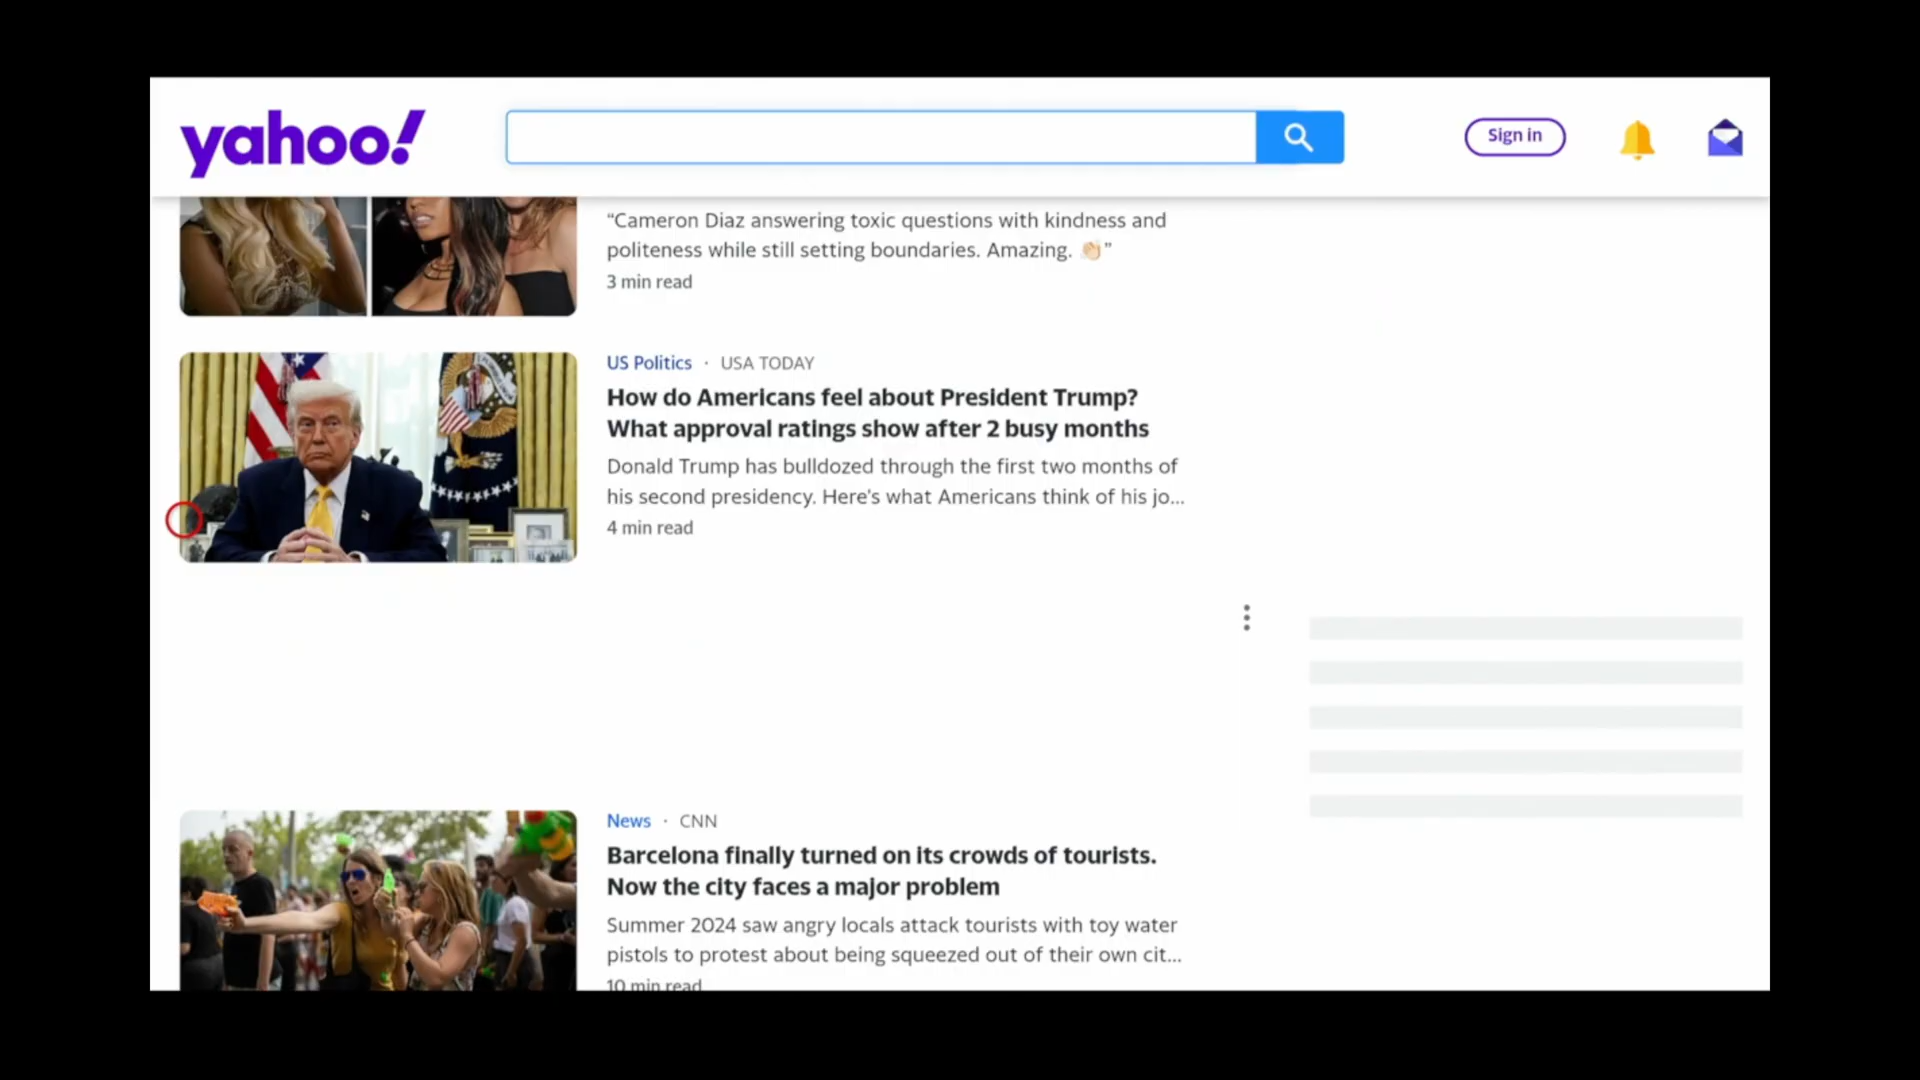 yahoo!
Sign in
“Cameron Diaz answering toxic questions with kindness and
politeness while still setting boundaries. Amazing. 👏🏻”
3 min read
US Politics · USA TODAY
How do Americans feel about President Trump?
What approval ratings show after 2 busy months
Donald Trump has bulldozed through the first two months of
his second presidency. Here's what Americans think of his jo...
4 min read
News · CNN
Barcelona finally turned on its crowds of tourists.
Now the city faces a major problem
Summer 2024 saw angry locals attack tourists with toy water
pistols to protest about being squeezed out of their own cit...
10 min read